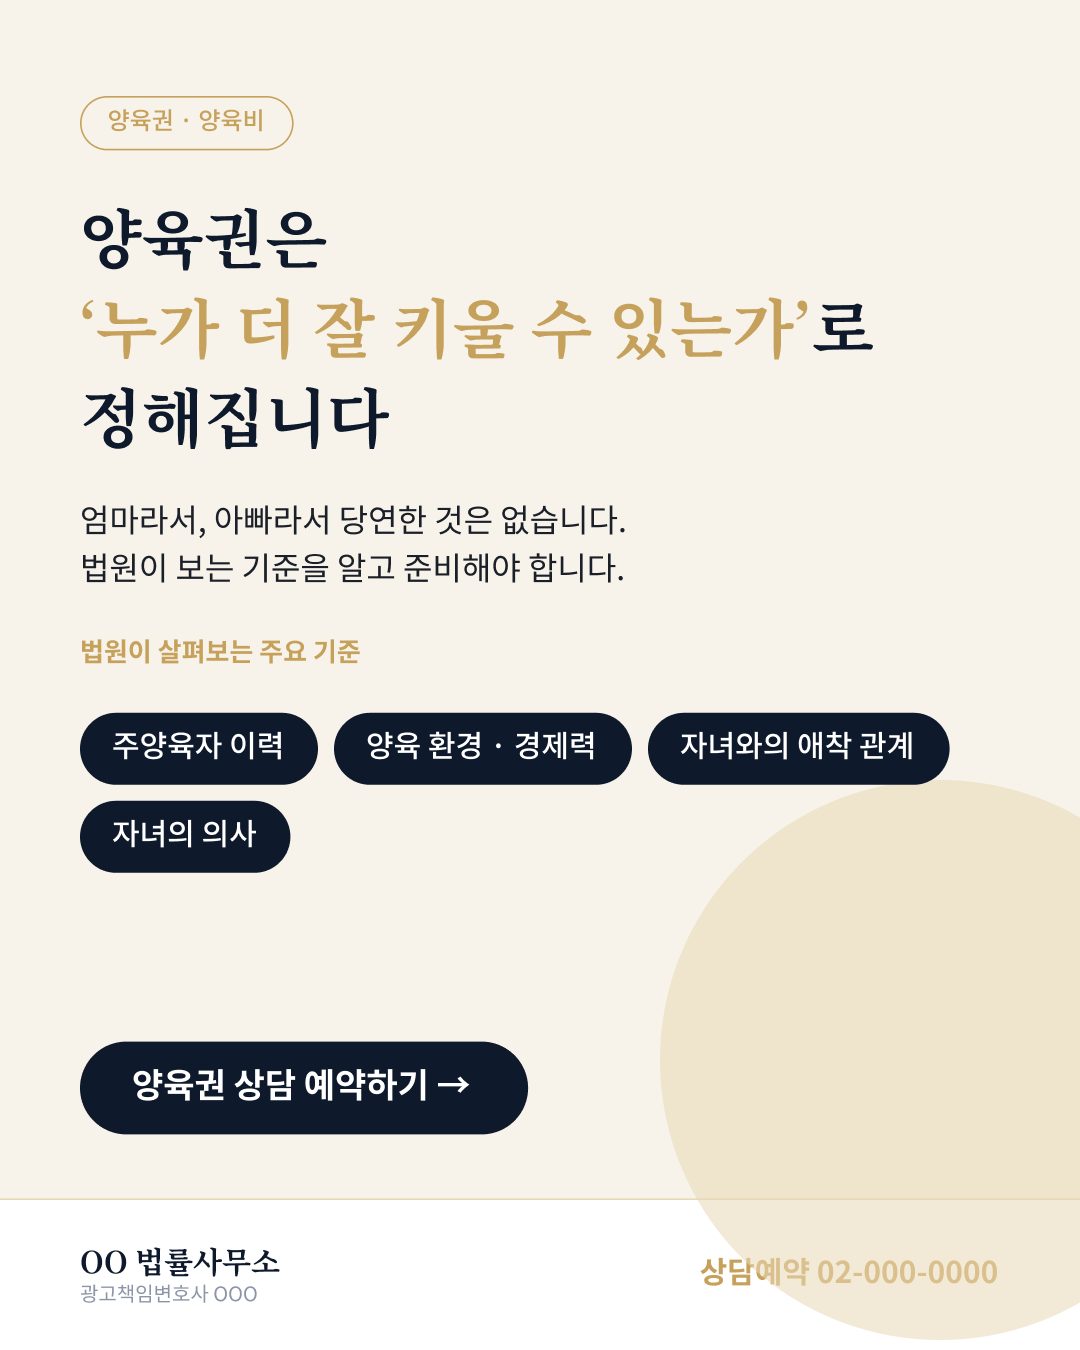 양육권 · 양육비
양육권은
‘누가 더 잘 키울 수 있는가’로
정해집니다
엄마라서, 아빠라서 당연한 것은 없습니다.
법원이 보는 기준을 알고 준비해야 합니다.
법원이 살펴보는 주요 기준
주양육자 이력
양육 환경 · 경제력
자녀와의 애착 관계
자녀의 의사
양육권 상담 예약하기 →
OO 법률사무소
광고책임변호사 OOO
상담예약 02-000-0000